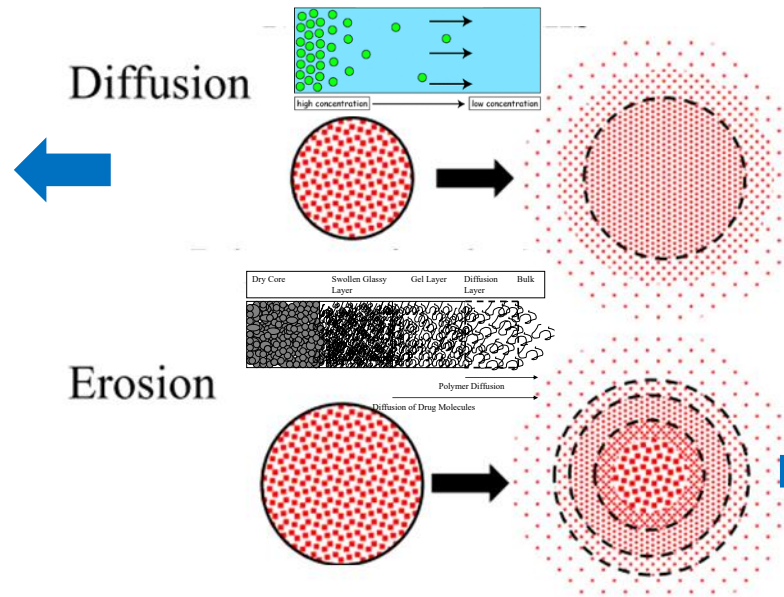 Diffusion
high concentration
low concentration
Dry Core
Swollen Glassy
Layer
Gel Layer
Diffusion
Layer
Bulk
Erosion
Polymer Diffusion
Diffusion of Drug Molecules